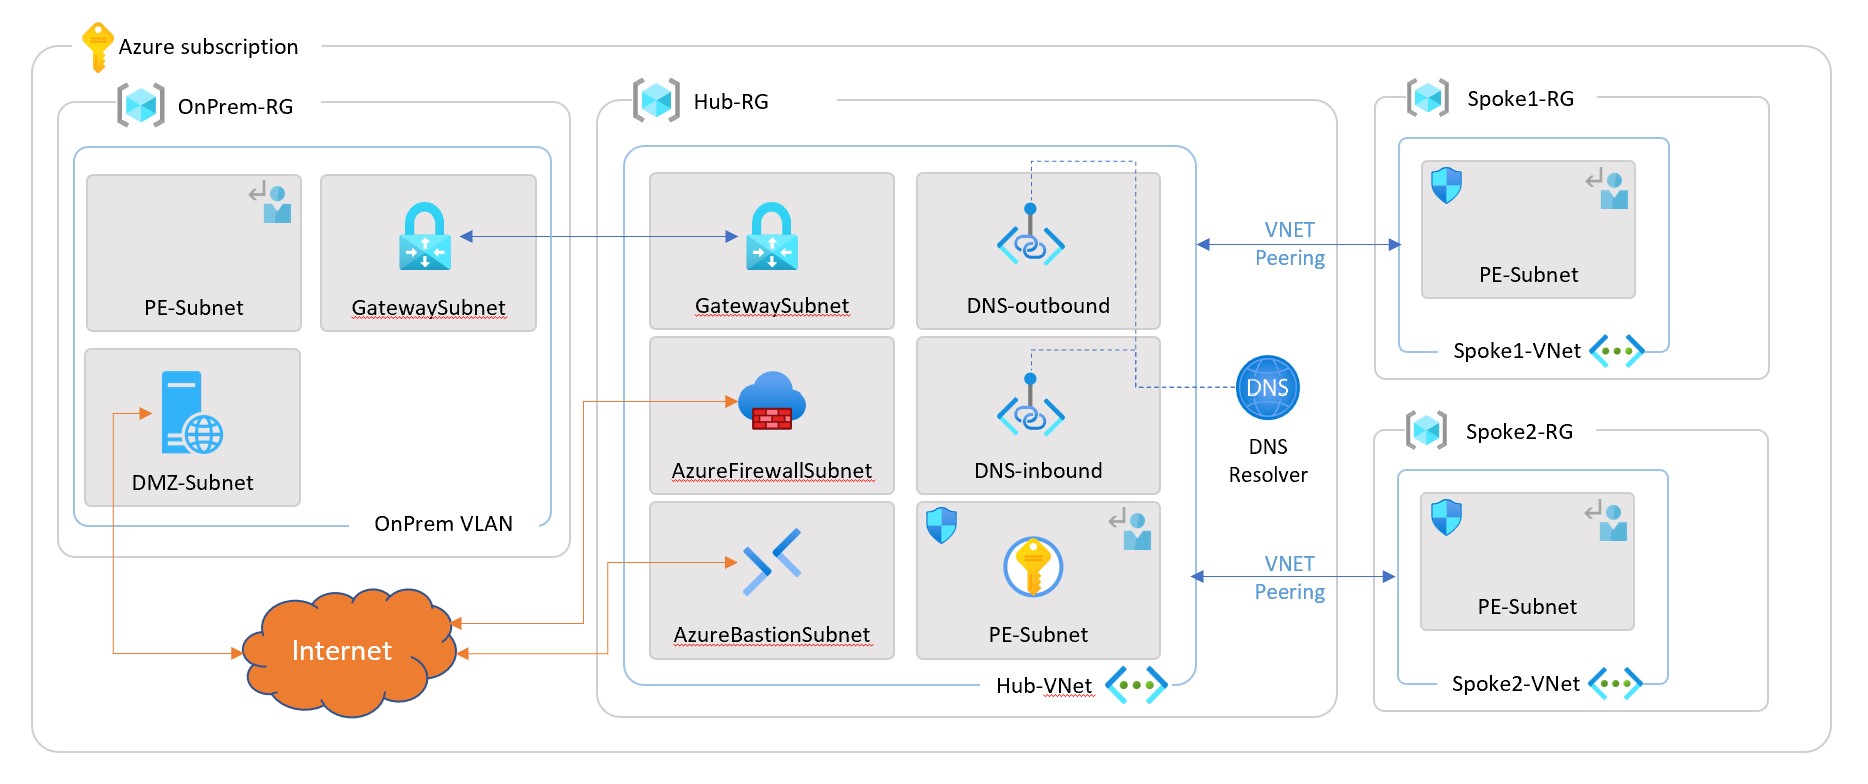 Azure subscription
OnPrem-RG
PE-Subnet
GatewaySubnet
DMZ-Subnet
OnPrem VLAN
Internet
Hub-RG
GatewaySubnet
DNS-outbound
AzureFirewallSubnet
DNS-inbound
AzureBastionSubnet
PE-Subnet
Hub-VNet
DNS
DNS
Resolver
VNET
Peering
VNET
Peering
Spoke1-RG
PE-Subnet
Spoke1-VNet
Spoke2-RG
PE-Subnet
Spoke2-VNet